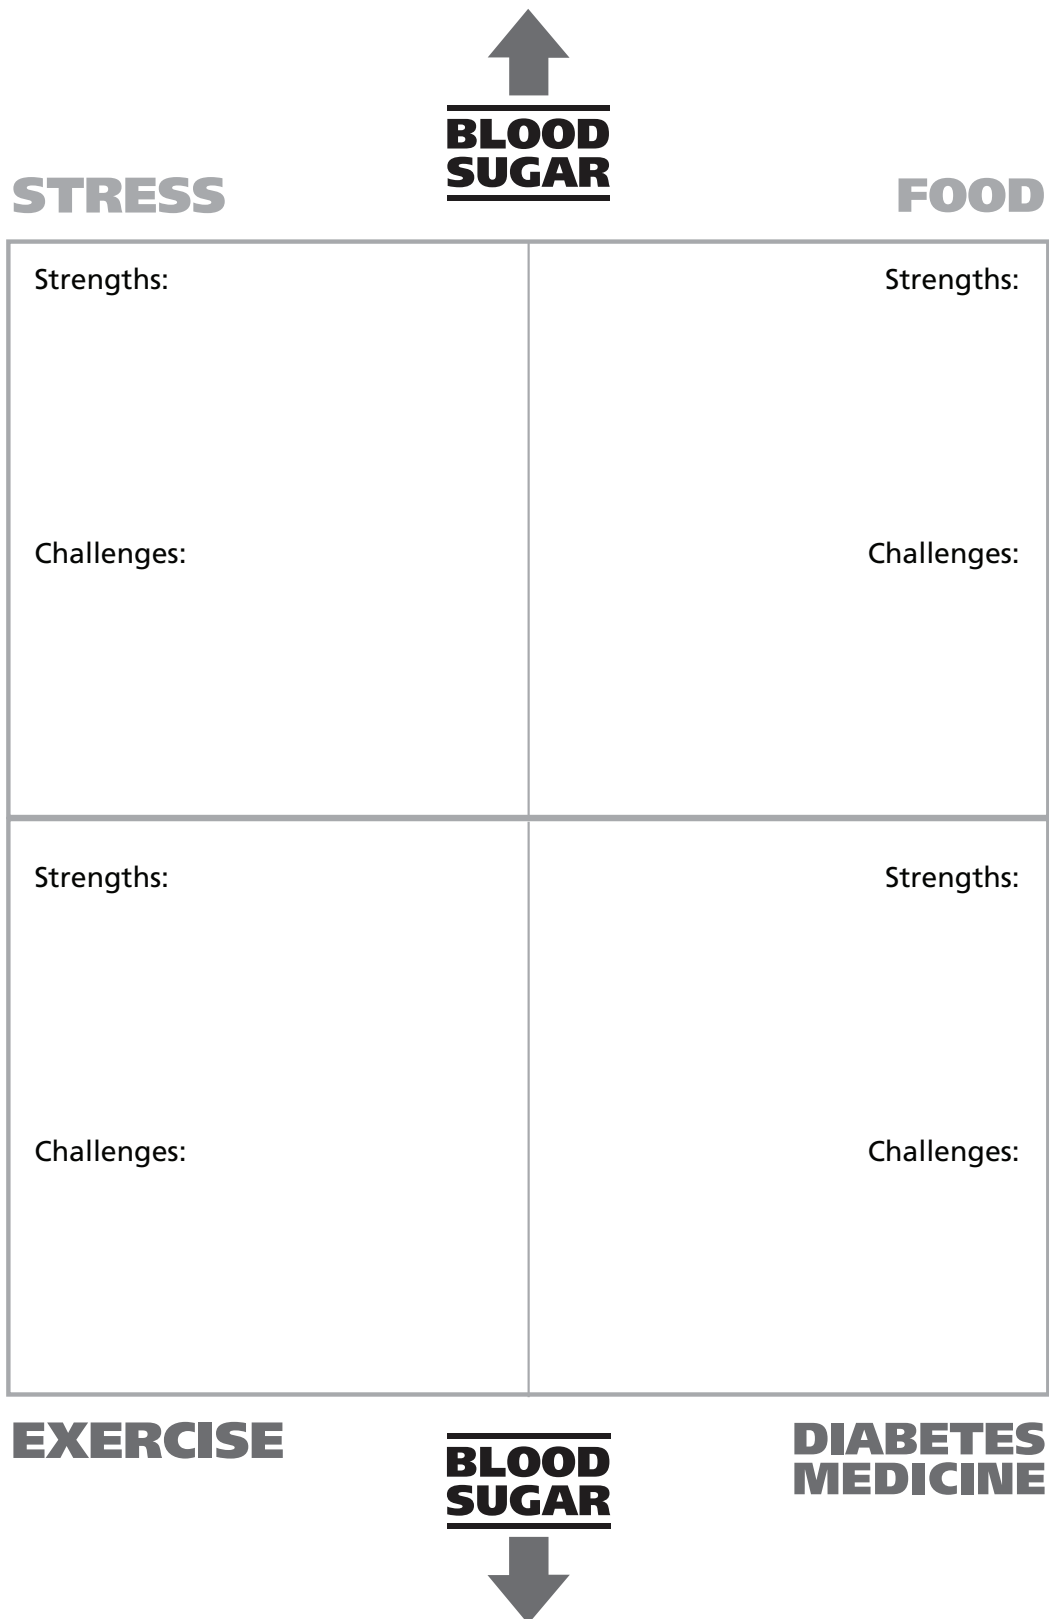 BLOOD
SUGAR
STRESS
FOOD
Strengths:
Strengths:
Challenges:
Challenges:
Strengths:
Strengths:
Challenges:
Challenges:
EXERCISE
BLOOD
SUGAR
DIABETES
MEDICINE